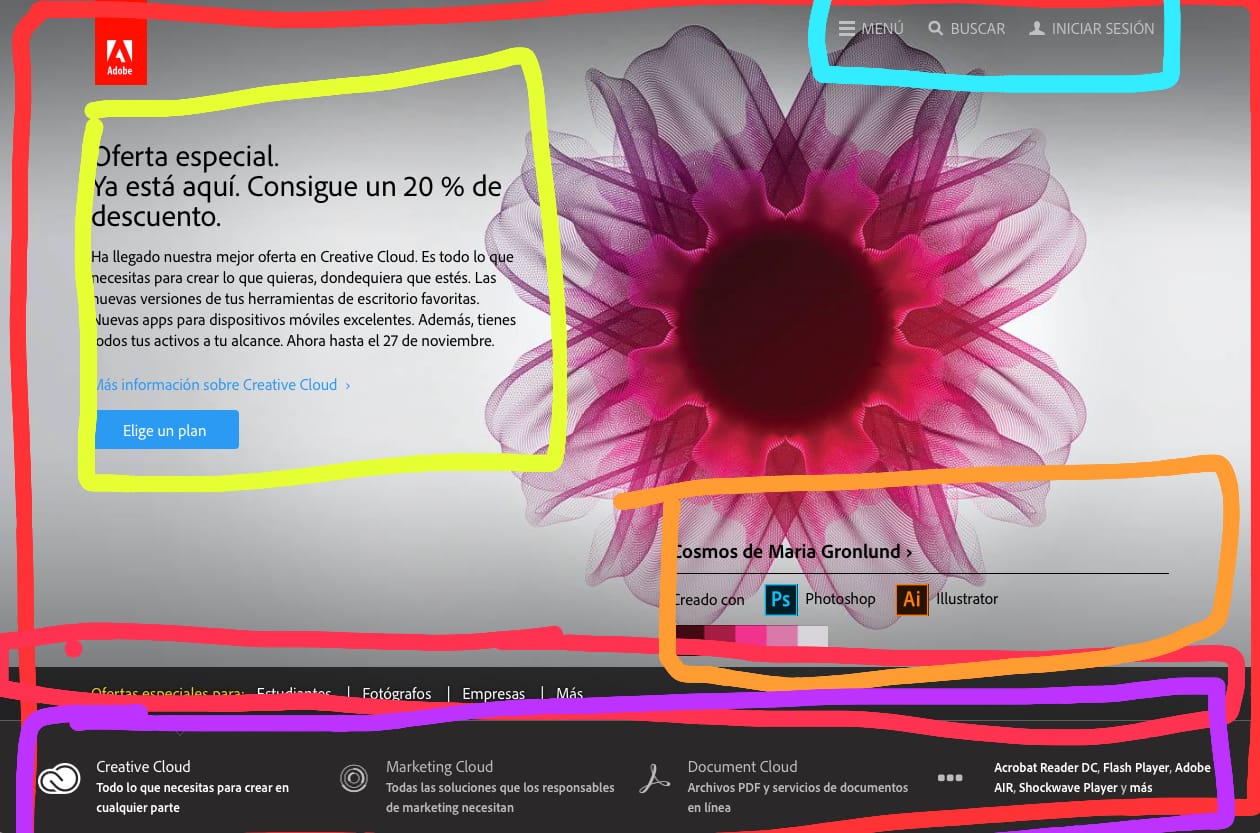 Adobe
MENÚ BUSCAR INICIAR SESIÓN
Oferta especial.
Ya está aquí. Consigue un 20 % de
descuento.
Ha llegado nuestra mejor oferta en Creative Cloud. Es todo lo que
necesitas para crear lo que quieras, dondequiera que estés. Las
nuevas versiones de tus herramientas de escritorio favoritas.
Nuevas apps para dispositivos móviles excelentes. Además, tienes
todos tus activos a tu alcance. Ahora hasta el 27 de noviembre.
Más información sobre Creative Cloud ›
Elige un plan
Cosmos de Maria Gronlund ›
Creado con Ps Photoshop Ai Illustrator
Ofertas especiales para: Estudiantes | Fotógrafos | Empresas | Más
Creative Cloud
Todo lo que necesitas para crear en
cualquier parte
Marketing Cloud
Todas las soluciones que los responsables
de marketing necesitan
Document Cloud
Archivos PDF y servicios de documentos
en línea
Acrobat Reader DC, Flash Player, Adobe
AIR, Shockwave Player y más